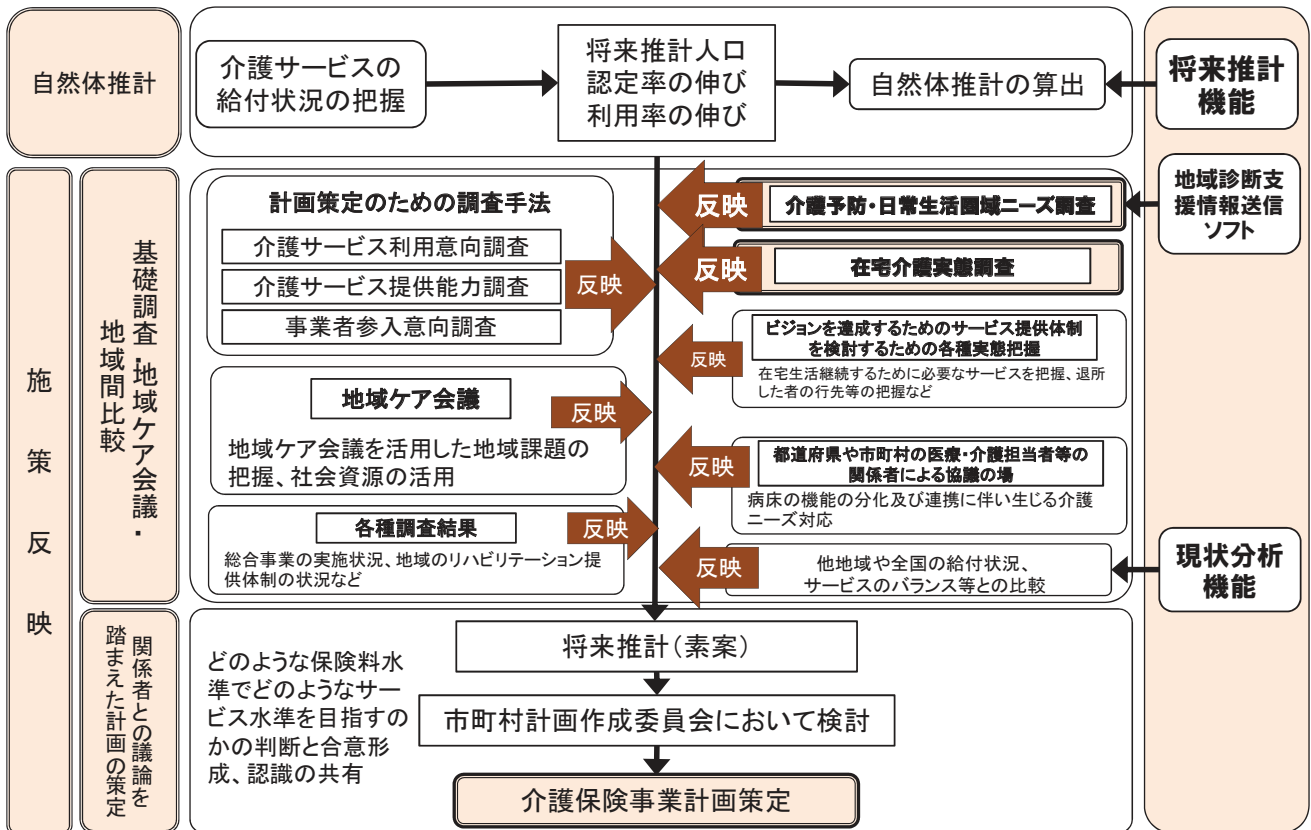 自然体推計
介護サービスの
給付状況の把握
将来推計人口
認定率の伸び
利用率の伸び
自然体推計の算出
将来推計
機能
施策反映
基礎調査・地域ケア会議・
地域間比較
計画策定のための調査手法
介護サービス利用意向調査
介護サービス提供能力調査
事業者参入意向調査
反映
反映
介護予防・日常生活圏域ニーズ調査
地域診断支
援情報送信
ソフト
反映
在宅介護実態調査
反映
ビジョンを達成するためのサービス提供体制
を検討するための各種実態把握
在宅生活継続するために必要なサービスを把握、退所
した者の行先等の把握など
地域ケア会議
地域ケア会議を活用した地域課題の
把握、社会資源の活用
反映
反映
都道府県や市町村の医療・介護担当者等の
関係者による協議の場
病床の機能の分化及び連携に伴い生じる介護
ニーズ対応
各種調査結果
総合事業の実施状況、地域のリハビリテーション提
供体制の状況など
反映
反映
他地域や全国の給付状況、
サービスのバランス等との比較
現状分析
機能
関係者との議論を
踏まえた計画の策定
どのような保険料水
準でどのようなサー
ビス水準を目指すの
かの判断と合意形
成、認識の共有
将来推計(素案)
市町村計画作成委員会において検討
介護保険事業計画策定